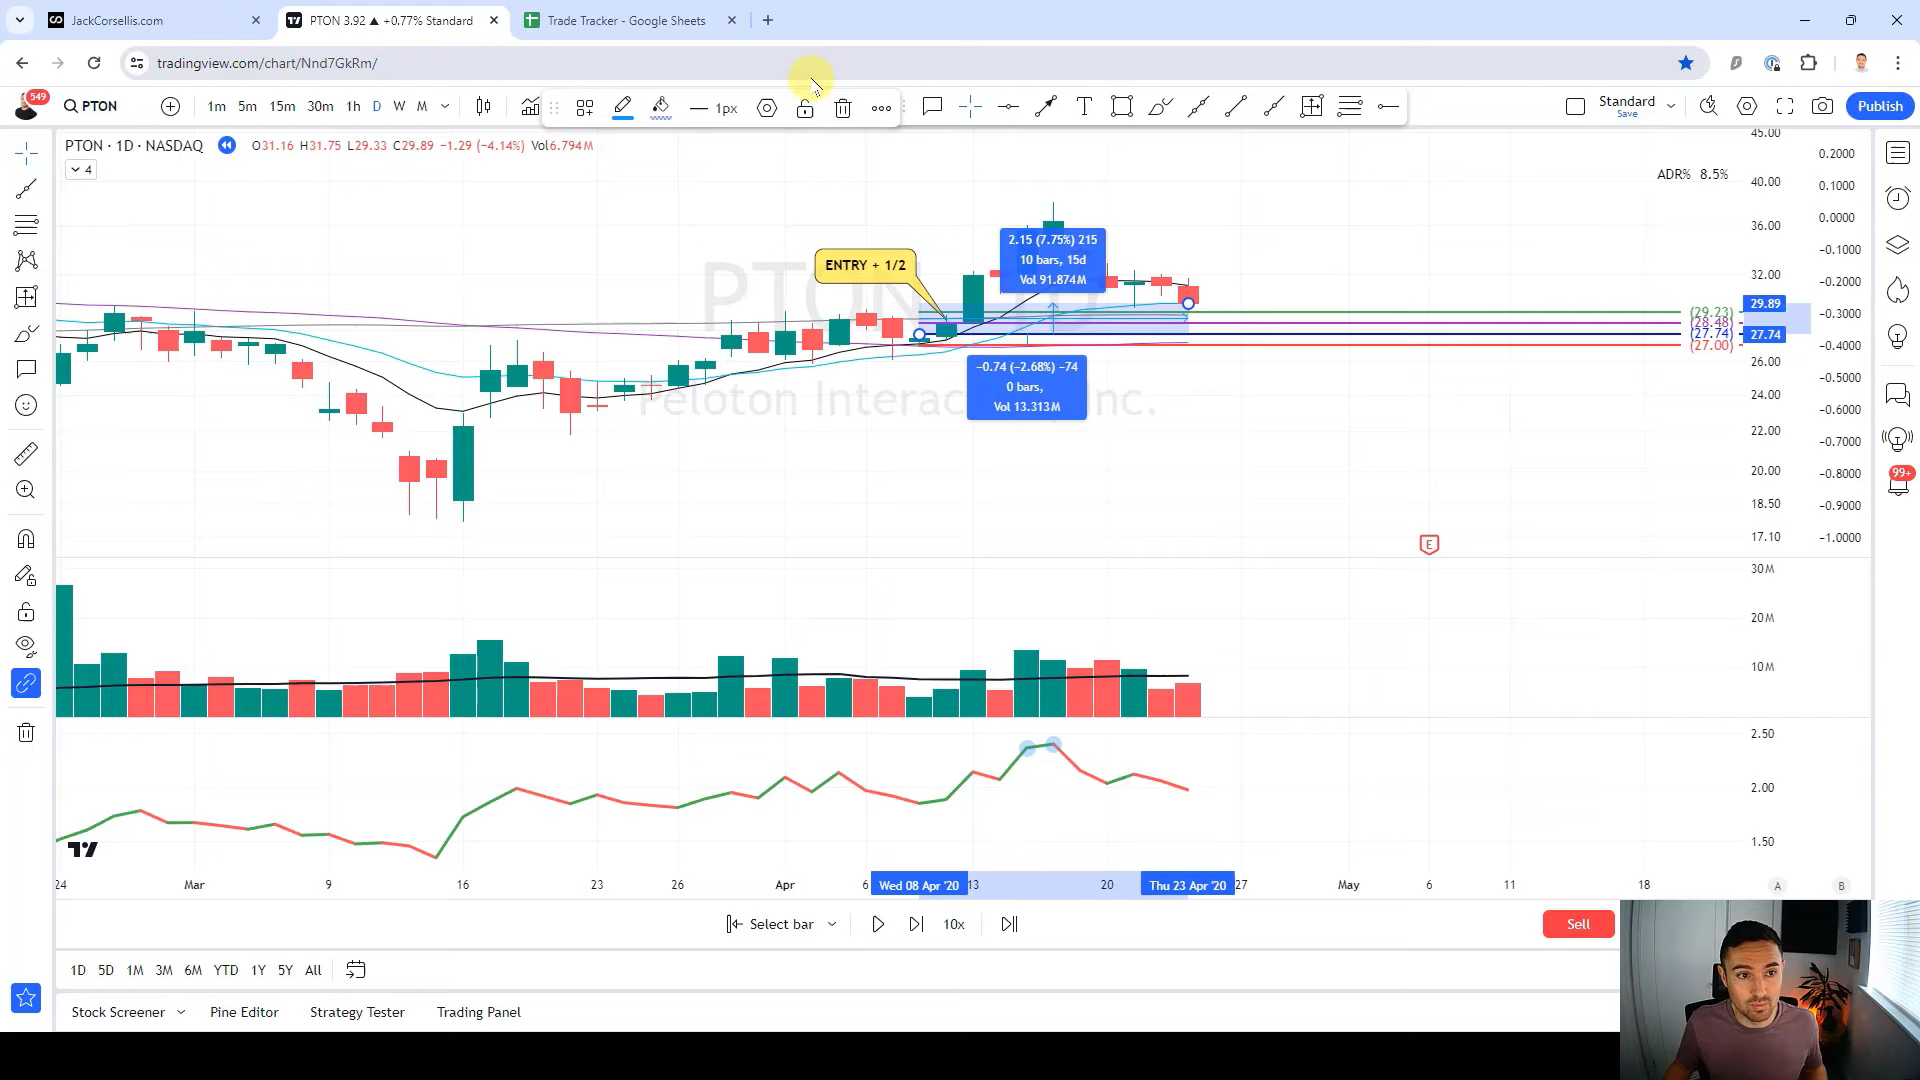 JackCorsellis.com
PTON 3.92 ▲ +0.77% Standard
Trade Tracker - Google Sheets
tradingview.com/chart/Nnd7GkRm/
549
PTON
1m 5m 15m 30m 1h D W M
1px
Standard
Save
Publish
PTON · 1D · NASDAQ
O31.16 H31.75 L29.33 C29.89 −1.29 (−4.14%) Vol6.794M
4
ADR% 8.5%
45.00
40.00
36.00
32.00
29.89
27.74
26.00
24.00
22.00
20.00
18.50
17.10
0.2000
0.1000
0.0000
−0.1000
−0.2000
−0.3000
−0.4000
−0.5000
−0.6000
−0.7000
−0.8000
−0.9000
−1.0000
(29.23)
(28.48)
(27.74)
(27.00)
ENTRY + 1/2
2.15 (7.75%) 215
10 bars, 15d
Vol 91.874M
−0.74 (−2.68%) −74
0 bars,
Vol 13.313M
E
99+
30M
20M
10M
2.50
2.00
1.50
24 Mar 9 16 23 26 Apr 6 Wed 08 Apr '20 13 20 Thu 23 Apr '20 27 May 6 11 18 A B
Select bar 10x
Sell
1D 5D 1M 3M 6M YTD 1Y 5Y All
Stock Screener Pine Editor Strategy Tester Trading Panel